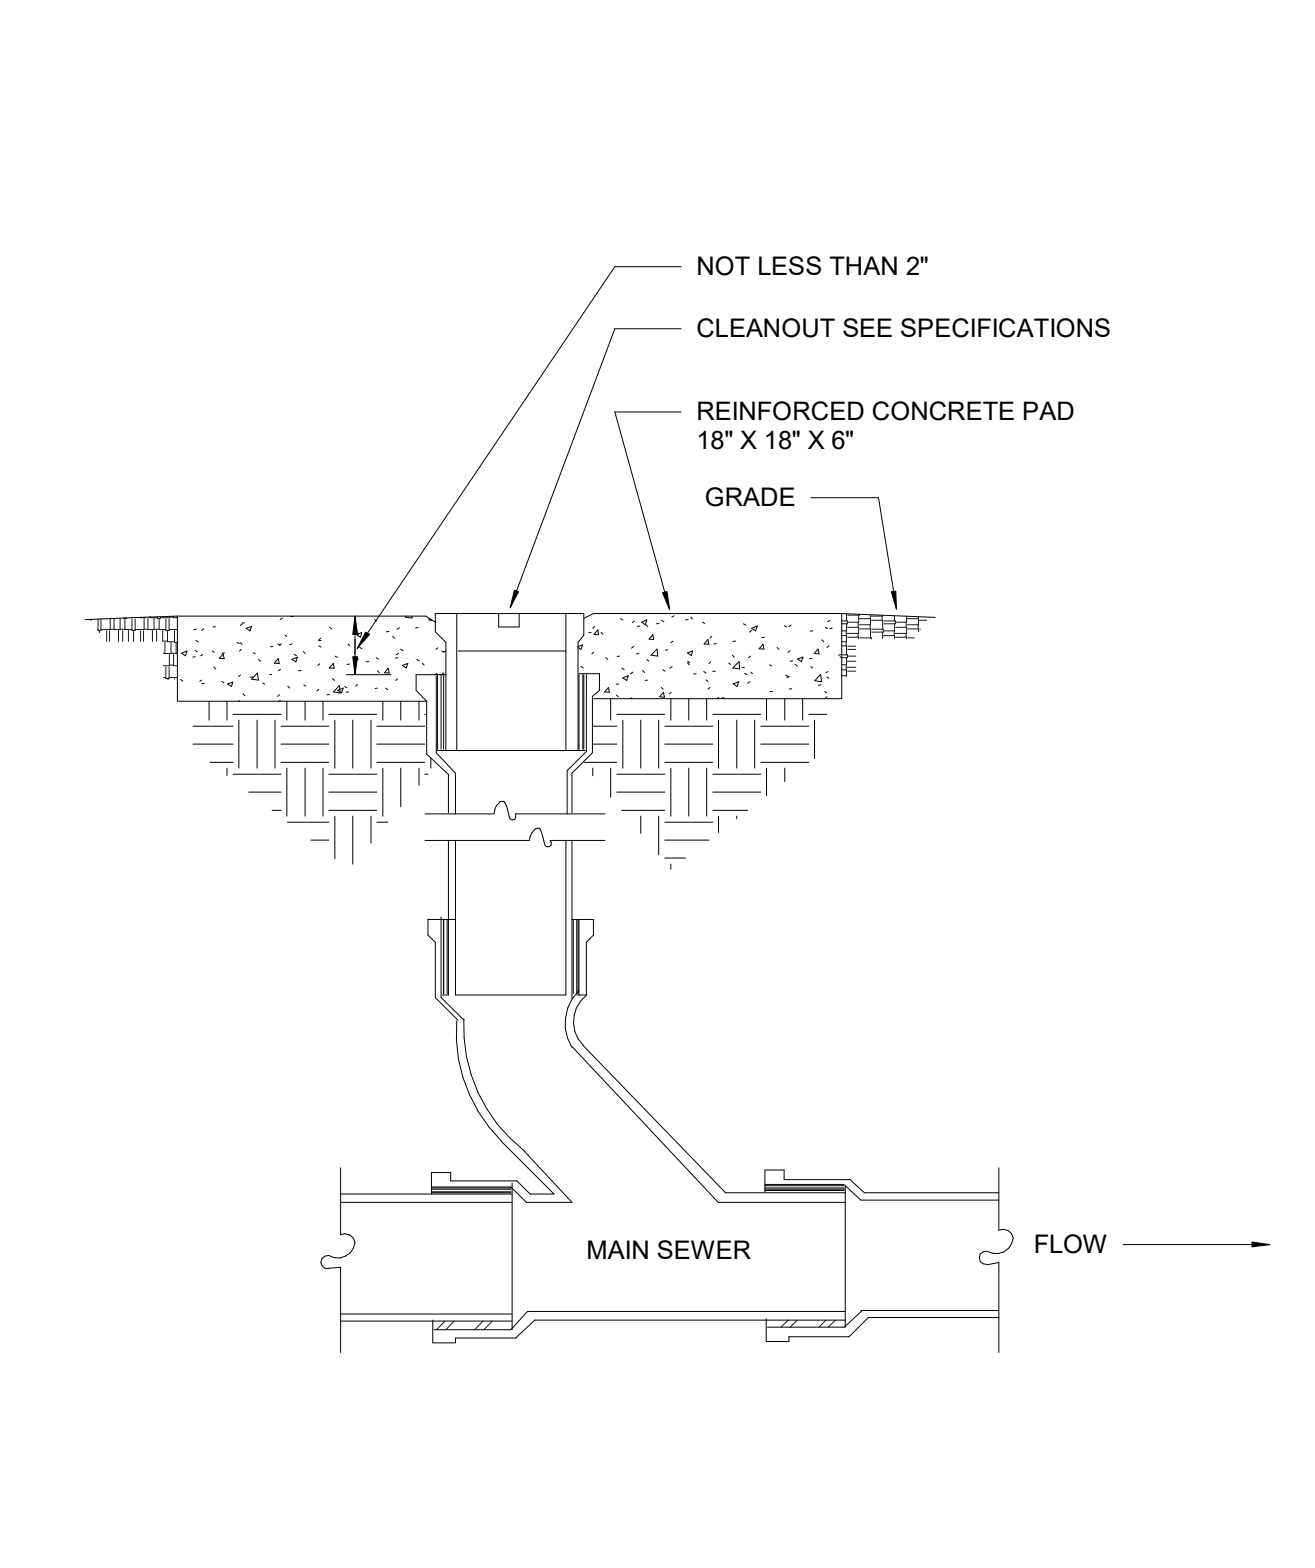 NOT LESS THAN 2"
CLEANOUT SEE SPECIFICATIONS
REINFORCED CONCRETE PAD
18" X 18" X 6"
GRADE
MAIN SEWER
FLOW